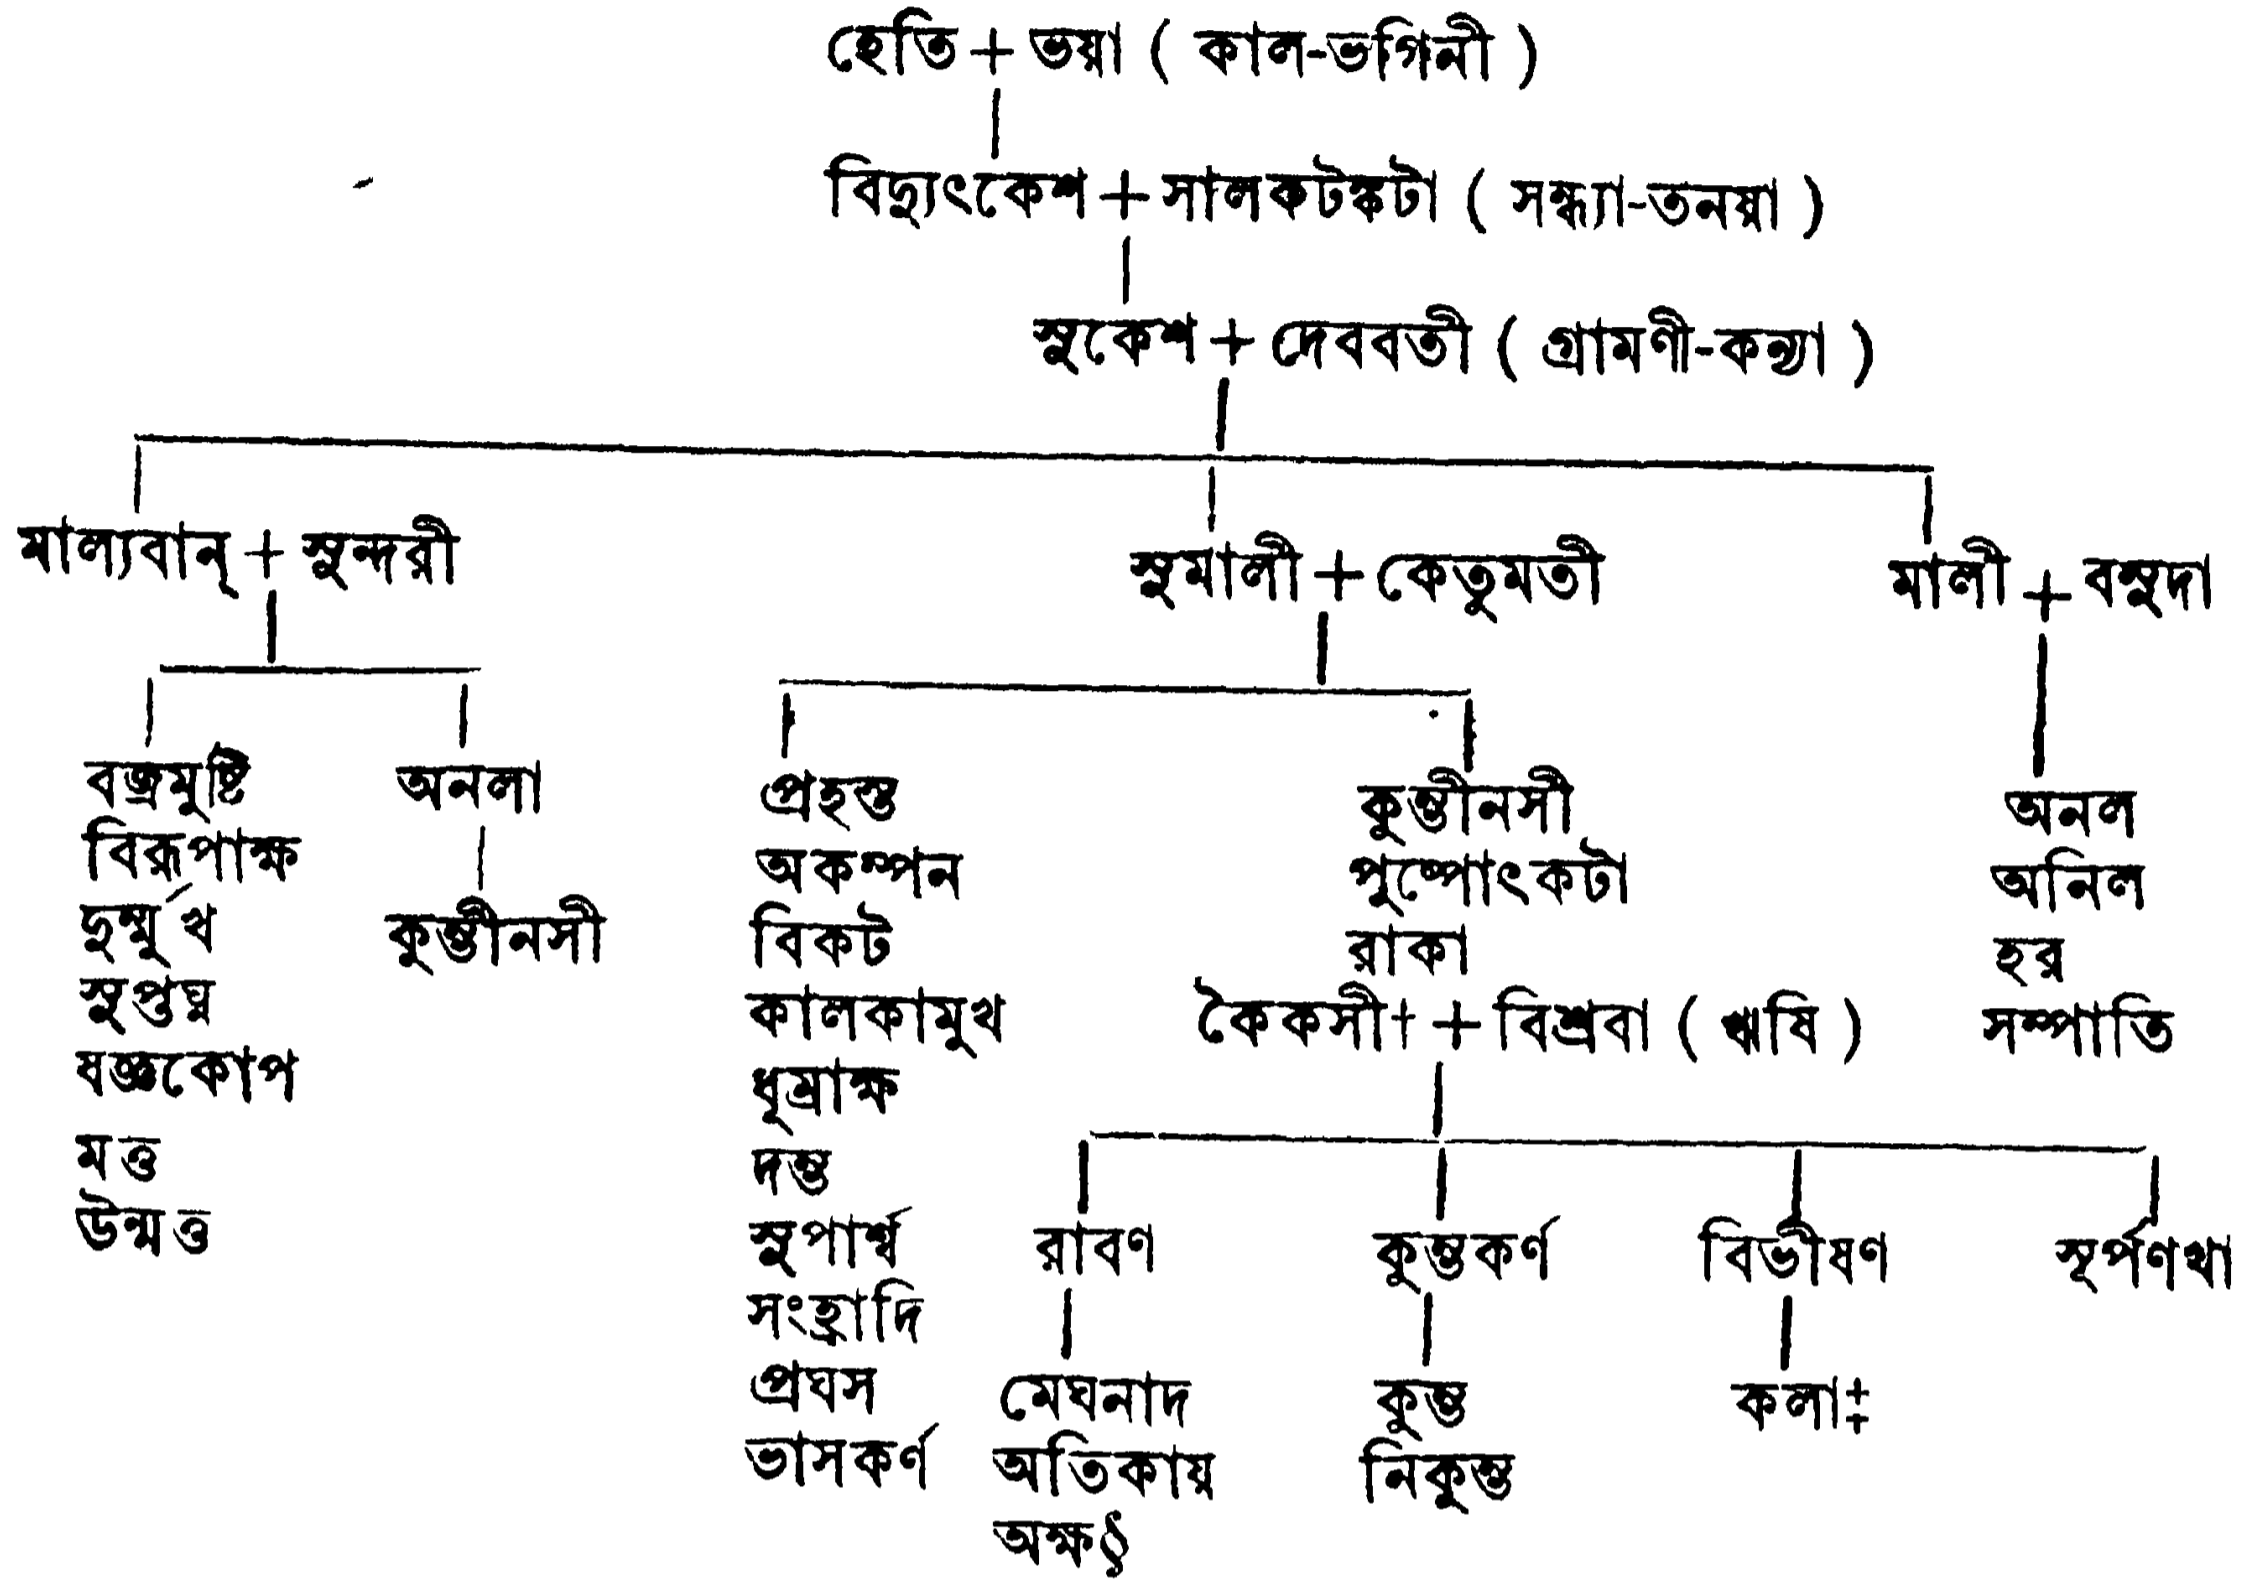 হেতি + ভয়া ( কাল-ভগিনী )
বিদ্যুৎকেশ + সালকটঙ্কটা ( সন্ধ্যা-তনয়া )
সুকেশ + দেববতী ( গ্রামণী-কন্যা )
মাল্যবান্ + সুন্দরী সুমালী + কেতুমতী মালী + বসুদা
বজ্রমুষ্টি অনলা প্রহস্ত কুম্ভীনসী অনল
বিরূপাক্ষ অকম্পন পুষ্পোৎকটা অনিল
দুর্ম্মুখ কুম্ভীনসী বিকট রাকা হর
সুপ্তঘ্ন কালকামুখ কৈকসী† + বিশ্রবা ( ঋষি ) সম্পাতি
যজ্ঞকোপ ধূম্রাক্ষ
মত্ত দম্ভ
উন্মত্ত সুপার্শ্ব রাবণ কুম্ভকর্ণ বিভীষণ সূর্পণখা
সংহ্রাদি
প্রঘস মেঘনাদ কুম্ভ কলা‡
ভাসকর্ণ অতিকায় নিকুম্ভ
অক্ষ§